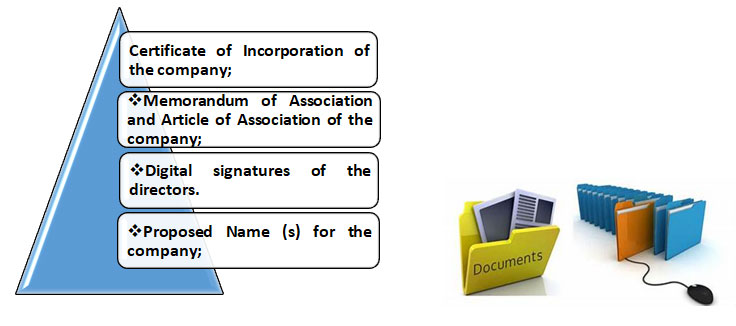 Certificate of Incorporation of
the company;
❖Memorandum of Association
and Article of Association of the
company;
❖Digital signatures of the
directors.
❖Proposed Name (s) for the
company;
Documents